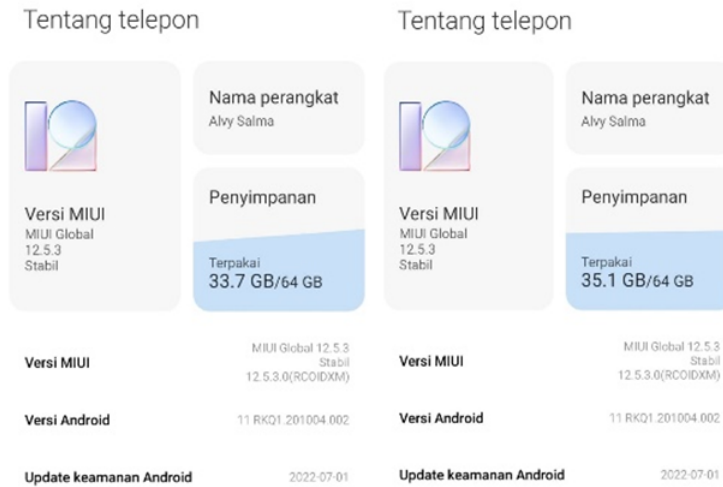 Tentang telepon
Nama perangkat
Alvy Salma
Versi MIUI
MIUI Global
12.5.3
Stabil
Penyimpanan
Terpakai
33.7 GB/64 GB
Versi MIUI
MIUI Global 12.5.3
Stabil
12.5.3.0(RCOIDXM)
Versi Android
11 RKQ1.201004.002
Update keamanan Android
2022-07-01
Tentang telepon
Nama perangkat
Alvy Salma
Versi MIUI
MIUI Global
12.5.3
Stabil
Penyimpanan
Terpakai
35.1 GB/64 GB
Versi MIUI
MIUI Global 12.5.3
Stabil
12.5.3.0(RCOIDXM)
Versi Android
11 RKQ1.201004.002
Update keamanan Android
2022-07-01